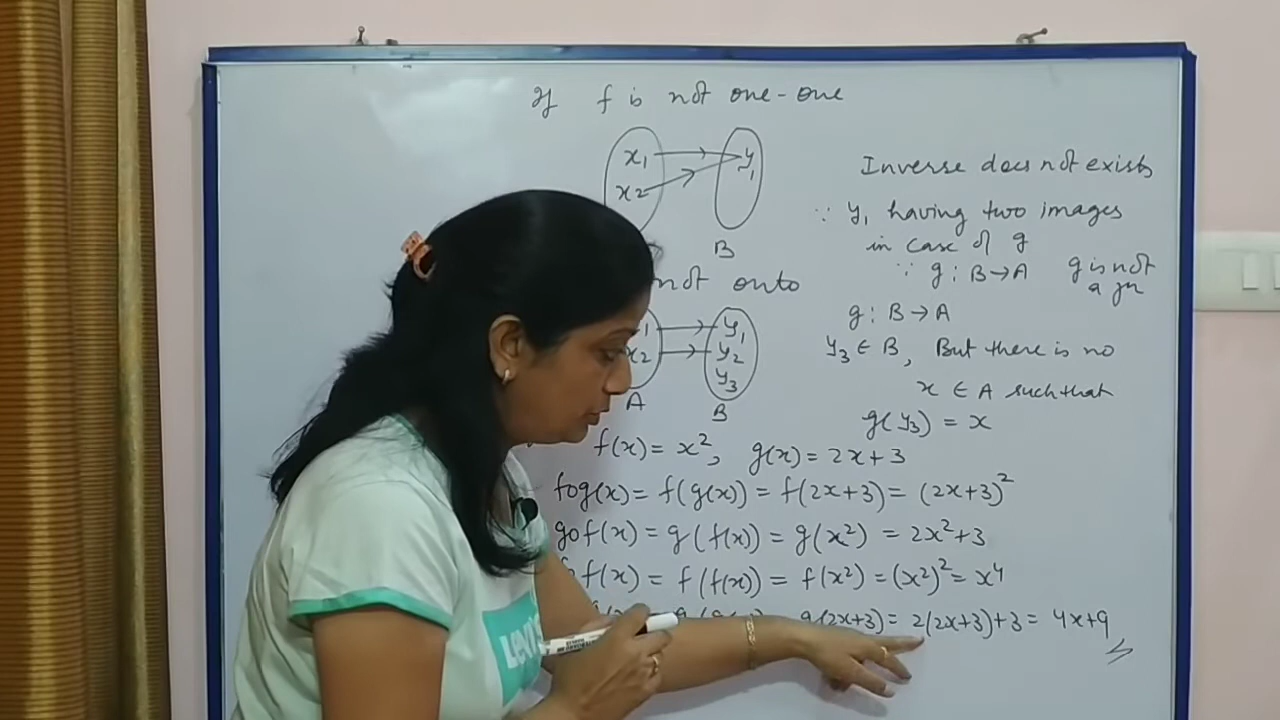 If f is not one-one
x1 y1
x2
B
Inverse does not exists
∵ y1 having two images
in case of g
∵ g : B→A g is not
a fn
not onto
1 y1
x2 y2
y3
A B
g : B→A
y3 ∈ B, But there is no
x ∈ A such that
g(y3) = x
f(x) = x², g(x) = 2x+3
fog(x) = f(g(x)) = f(2x+3) = (2x+3)²
gof(x) = g(f(x)) = g(x²) = 2x²+3
f(x) = f(f(x)) = f(x²) = (x²)² = x⁴
g(2x+3) = 2(2x+3)+3 = 4x+9
LEVI'S